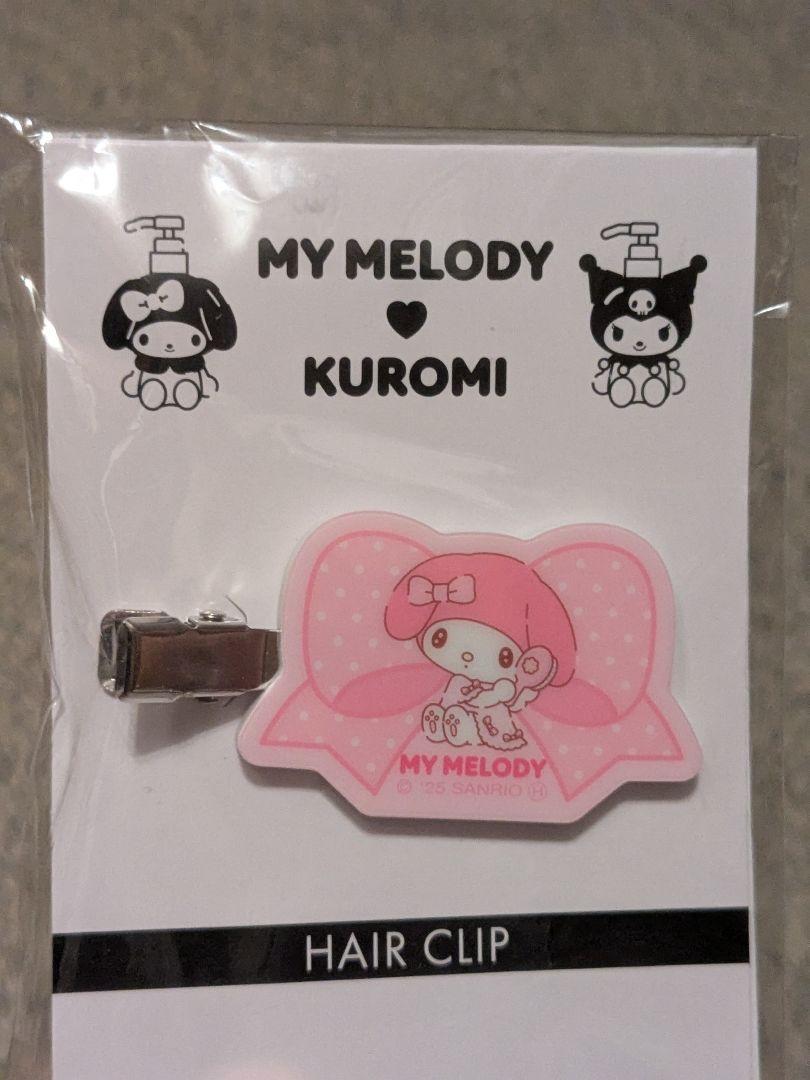 MY MELODY
♥
KUROMI
MY MELODY
© '25 SANRIO Ⓗ
HAIR CLIP